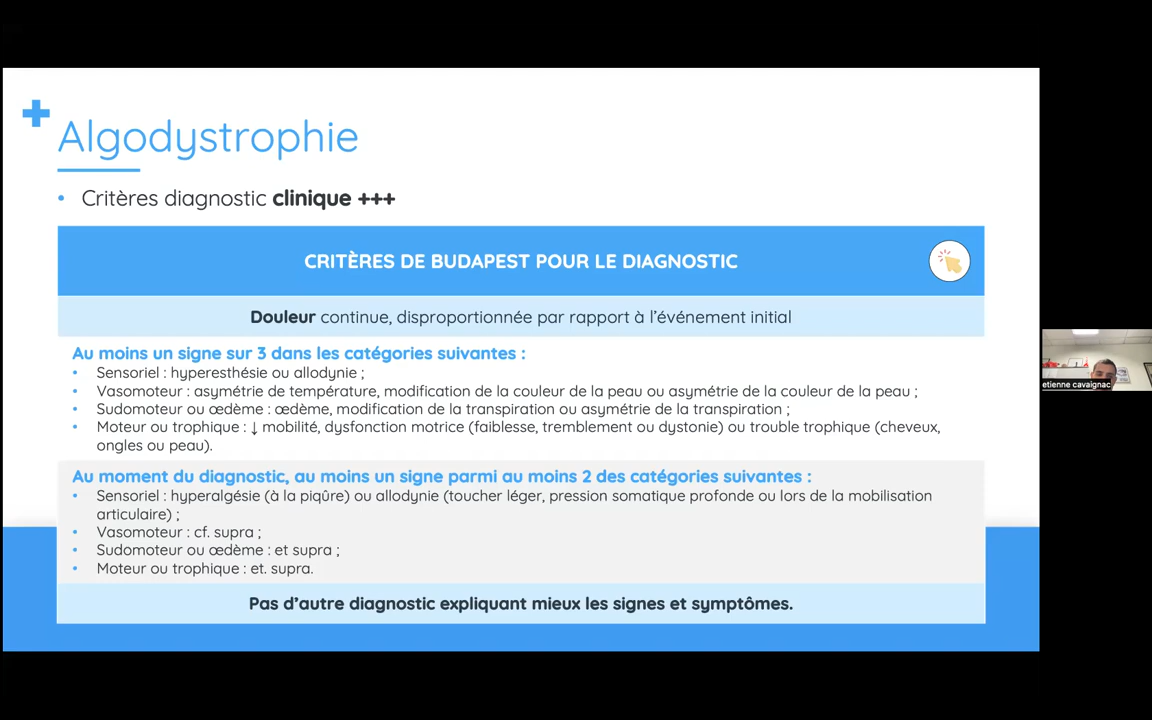 Algodystrophie
• Critères diagnostic clinique +++
CRITÈRES DE BUDAPEST POUR LE DIAGNOSTIC
Douleur continue, disproportionnée par rapport à l'événement initial
Au moins un signe sur 3 dans les catégories suivantes :
• Sensoriel : hyperesthésie ou allodynie ;
• Vasomoteur : asymétrie de température, modification de la couleur de la peau ou asymétrie de la couleur de la peau ;
• Sudomoteur ou œdème : œdème, modification de la transpiration ou asymétrie de la transpiration ;
• Moteur ou trophique : ↓ mobilité, dysfonction motrice (faiblesse, tremblement ou dystonie) ou trouble trophique (cheveux,
ongles ou peau).
Au moment du diagnostic, au moins un signe parmi au moins 2 des catégories suivantes :
• Sensoriel : hyperalgésie (à la piqûre) ou allodynie (toucher léger, pression somatique profonde ou lors de la mobilisation
articulaire) ;
• Vasomoteur : cf. supra ;
• Sudomoteur ou œdème : et supra ;
• Moteur ou trophique : et. supra.
Pas d'autre diagnostic expliquant mieux les signes et symptômes.
etienne cavaignac